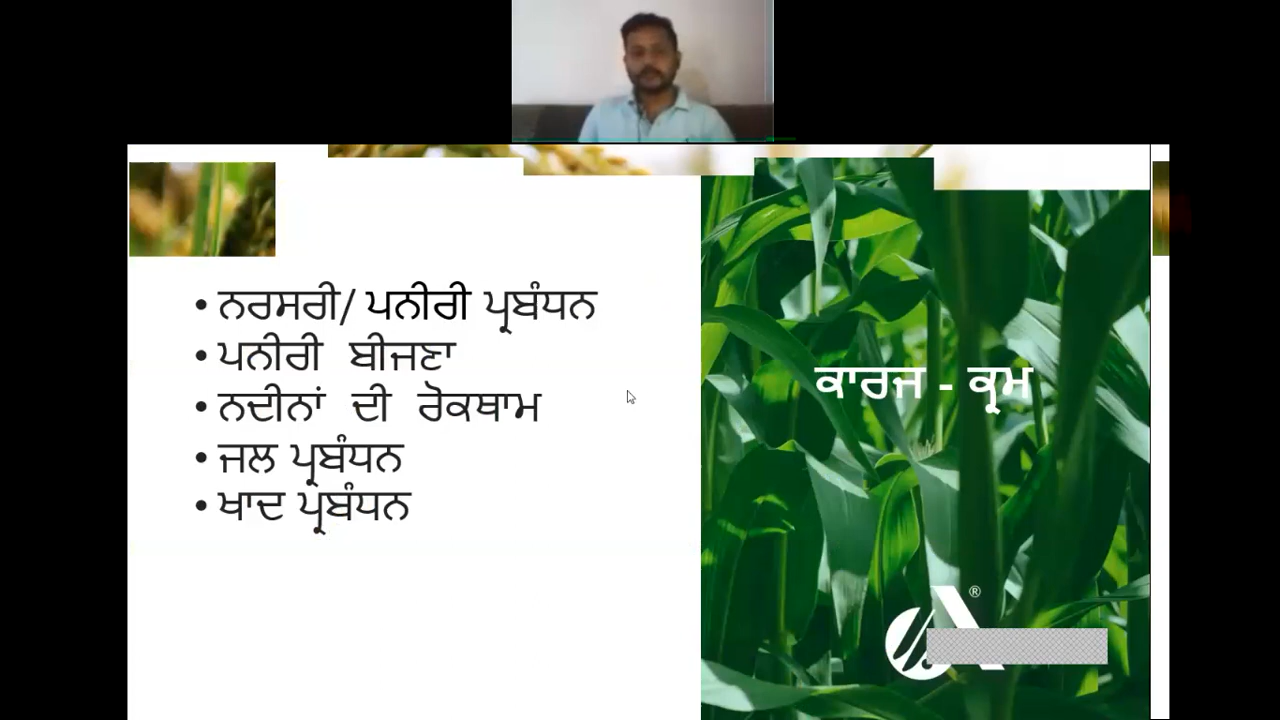 • ਨਰਸਰੀ/ ਪਨੀਰੀ ਪ੍ਰਬੰਧਨ
• ਪਨੀਰੀ ਬੀਜਣਾ
• ਨਦੀਨਾਂ ਦੀ ਰੋਕਥਾਮ
• ਜਲ ਪ੍ਰਬੰਧਨ
• ਖਾਦ ਪ੍ਰਬੰਧਨ
ਕਾਰਜ - ਕ੍ਰਮ
®